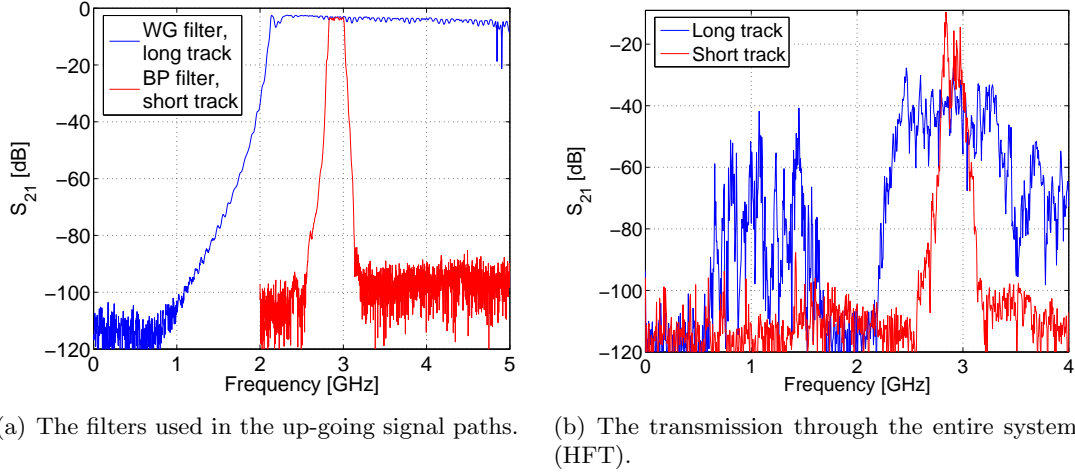 0
−20
−40
−60
−80
−100
−120
0 1 2 3 4 5
S21 [dB]
Frequency [GHz]
WG filter,
long track
BP filter,
short track
−20
−40
−60
−80
−100
−120
0 1 2 3 4
S21 [dB]
Frequency [GHz]
Long track
Short track
(a) The filters used in the up-going signal paths.
(b) The transmission through the entire system
(HFT).